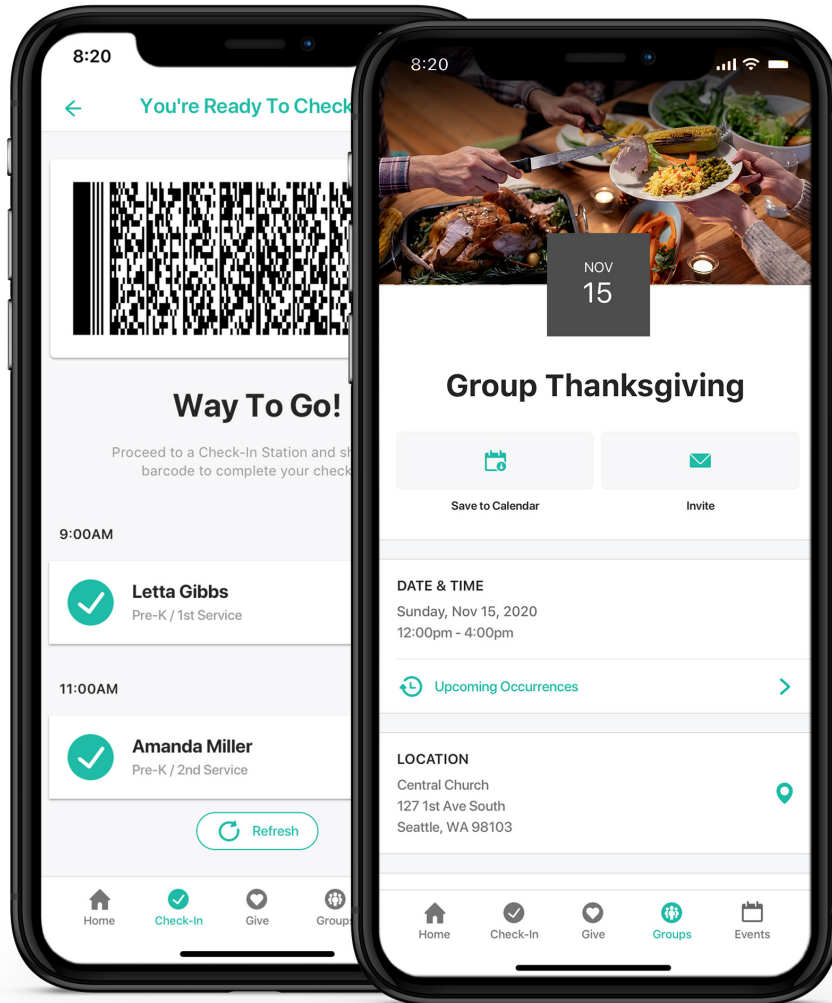 8:20
You're Ready To Check
Way To Go!
Proceed to a Check-In Station and sh
barcode to complete your check
9:00AM
Letta Gibbs
Pre-K / 1st Service
11:00AM
Amanda Miller
Pre-K / 2nd Service
Refresh
Home
Check-In
Give
Groups
8:20
NOV
15
Group Thanksgiving
Save to Calendar
Invite
DATE & TIME
Sunday, Nov 15, 2020
12:00pm - 4:00pm
Upcoming Occurrences
LOCATION
Central Church
127 1st Ave South
Seattle, WA 98103
Home
Check-In
Give
Groups
Events